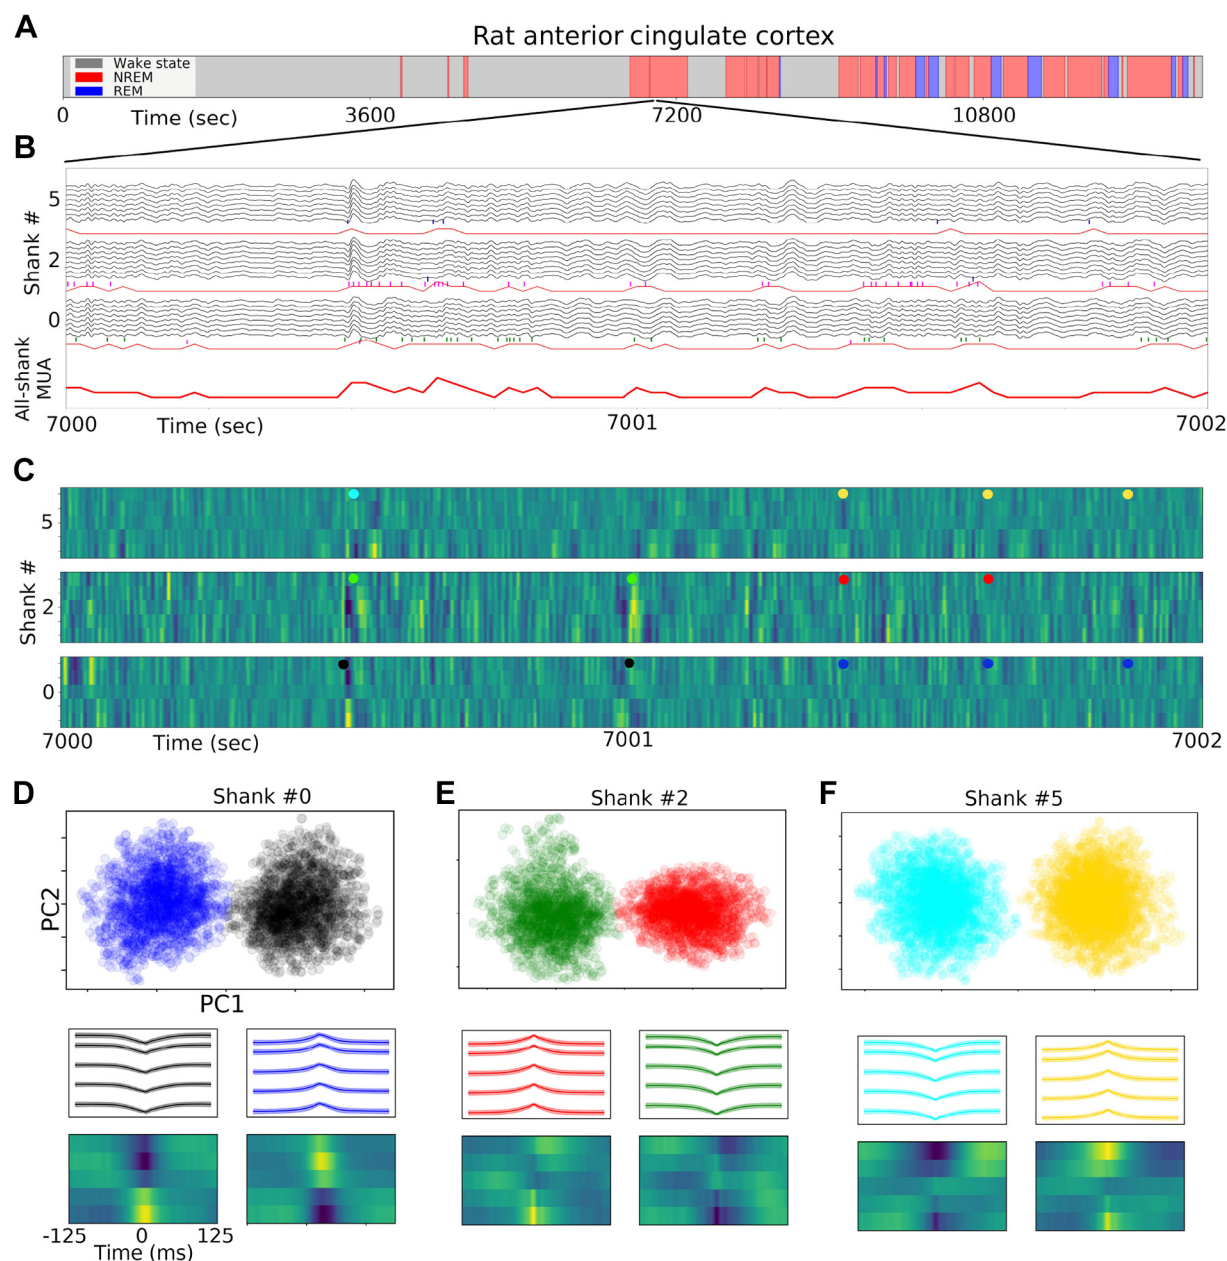 A
Rat anterior cingulate cortex
Wake state
NREM
REM
0 Time (sec) 3600 7200 10800
B
Shank #
5
2
0
All-shank
MUA
7000 Time (sec) 7001 7002
C
Shank #
5
2
0
7000 Time (sec) 7001 7002
D Shank #0 E Shank #2 F Shank #5
PC2
PC1
-125 0 125
Time (ms)